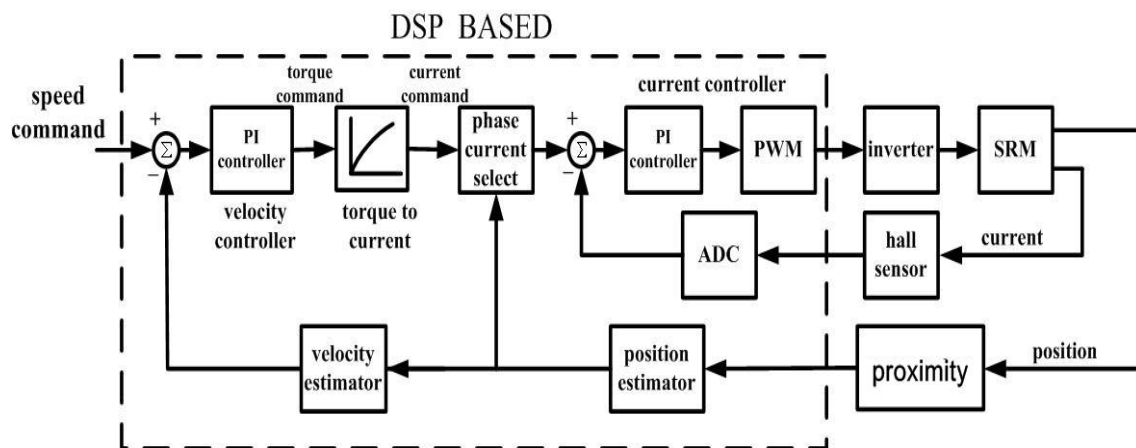 DSP BASED
speed
command
+
Σ
−
PI
controller
velocity
controller
torque
command
torque to
current
current
command
phase
current
select
+
Σ
−
current controller
PI
controller
PWM
inverter
SRM
ADC
hall
sensor
current
velocity
estimator
position
estimator
proximity
position